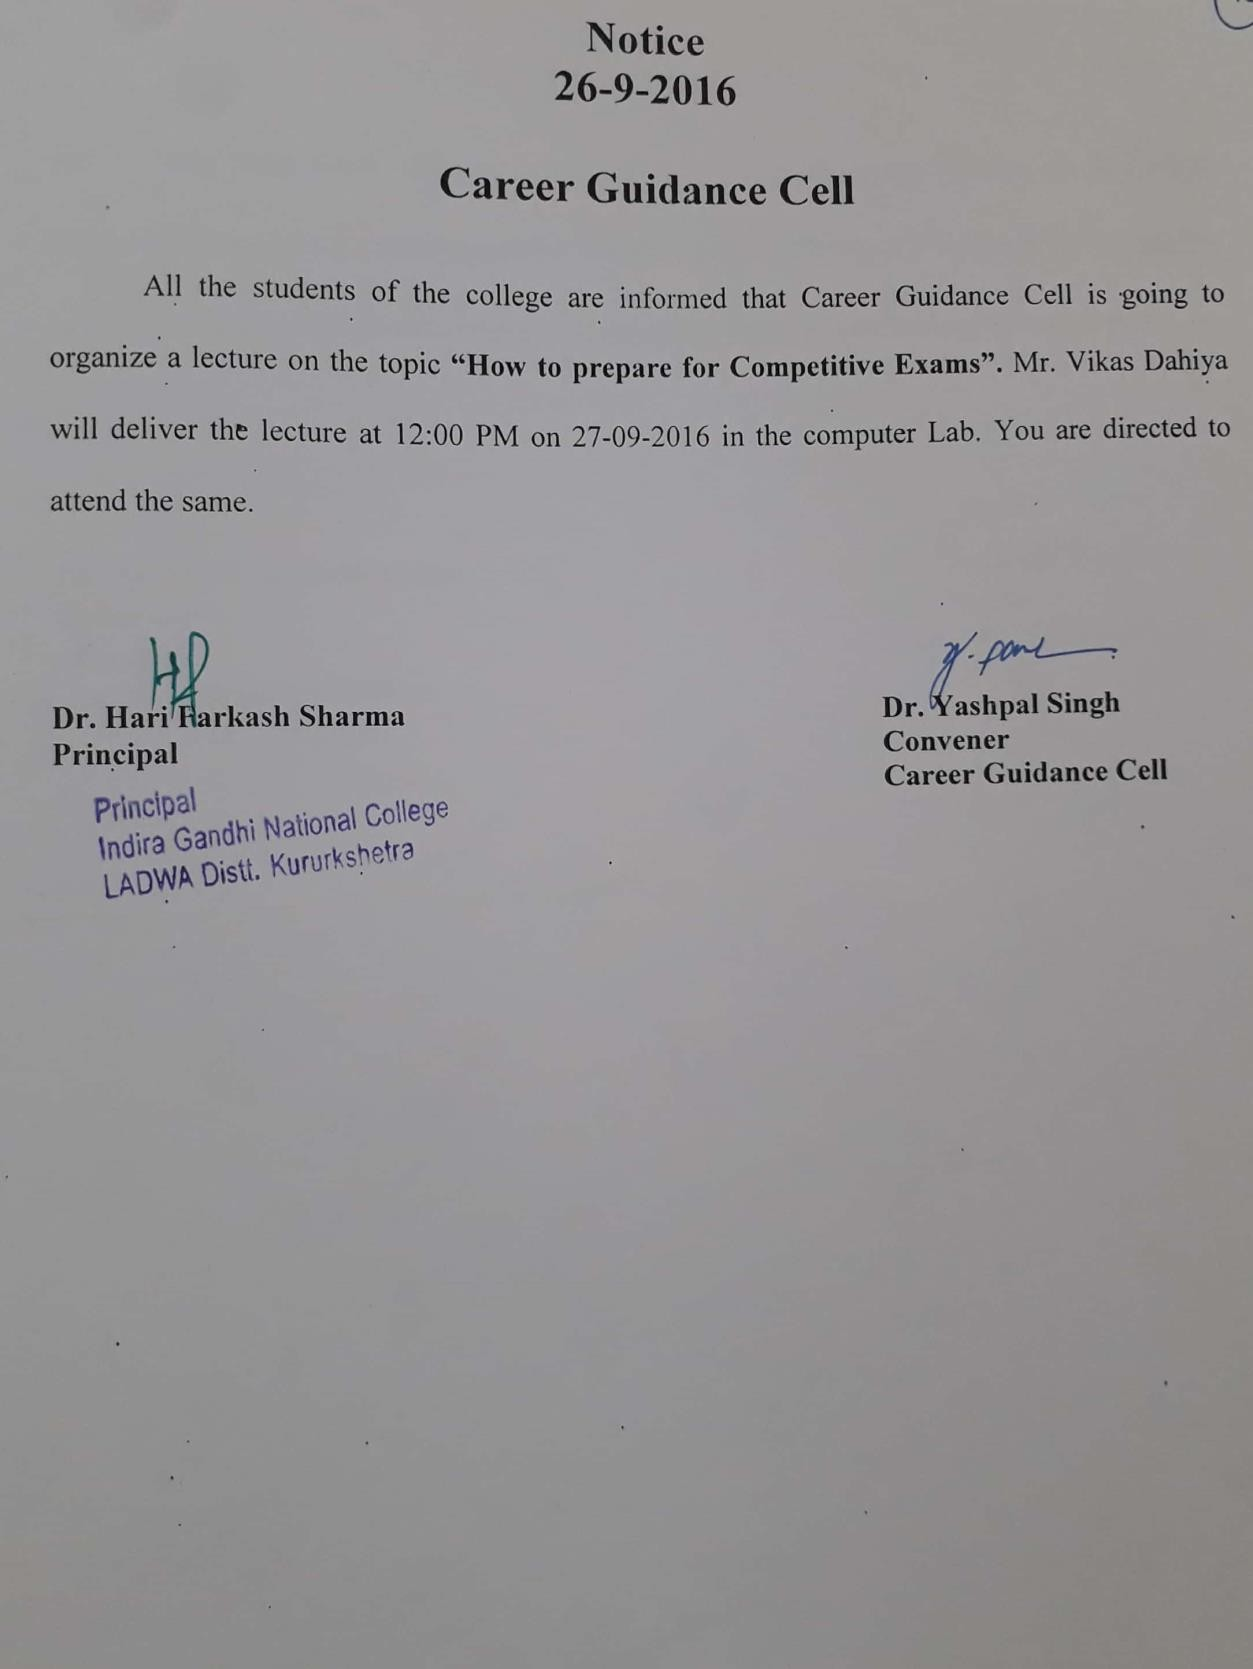 Notice
26-9-2016
Career Guidance Cell
All the students of the college are informed that Career Guidance Cell is going to
organize a lecture on the topic “How to prepare for Competitive Exams”. Mr. Vikas Dahiya
will deliver the lecture at 12:00 PM on 27-09-2016 in the computer Lab. You are directed to
attend the same.
Dr. Hari Parkash Sharma
Principal
Principal
Indira Gandhi National College
LADWA Distt. Kururkshetra
Dr. Yashpal Singh
Convener
Career Guidance Cell